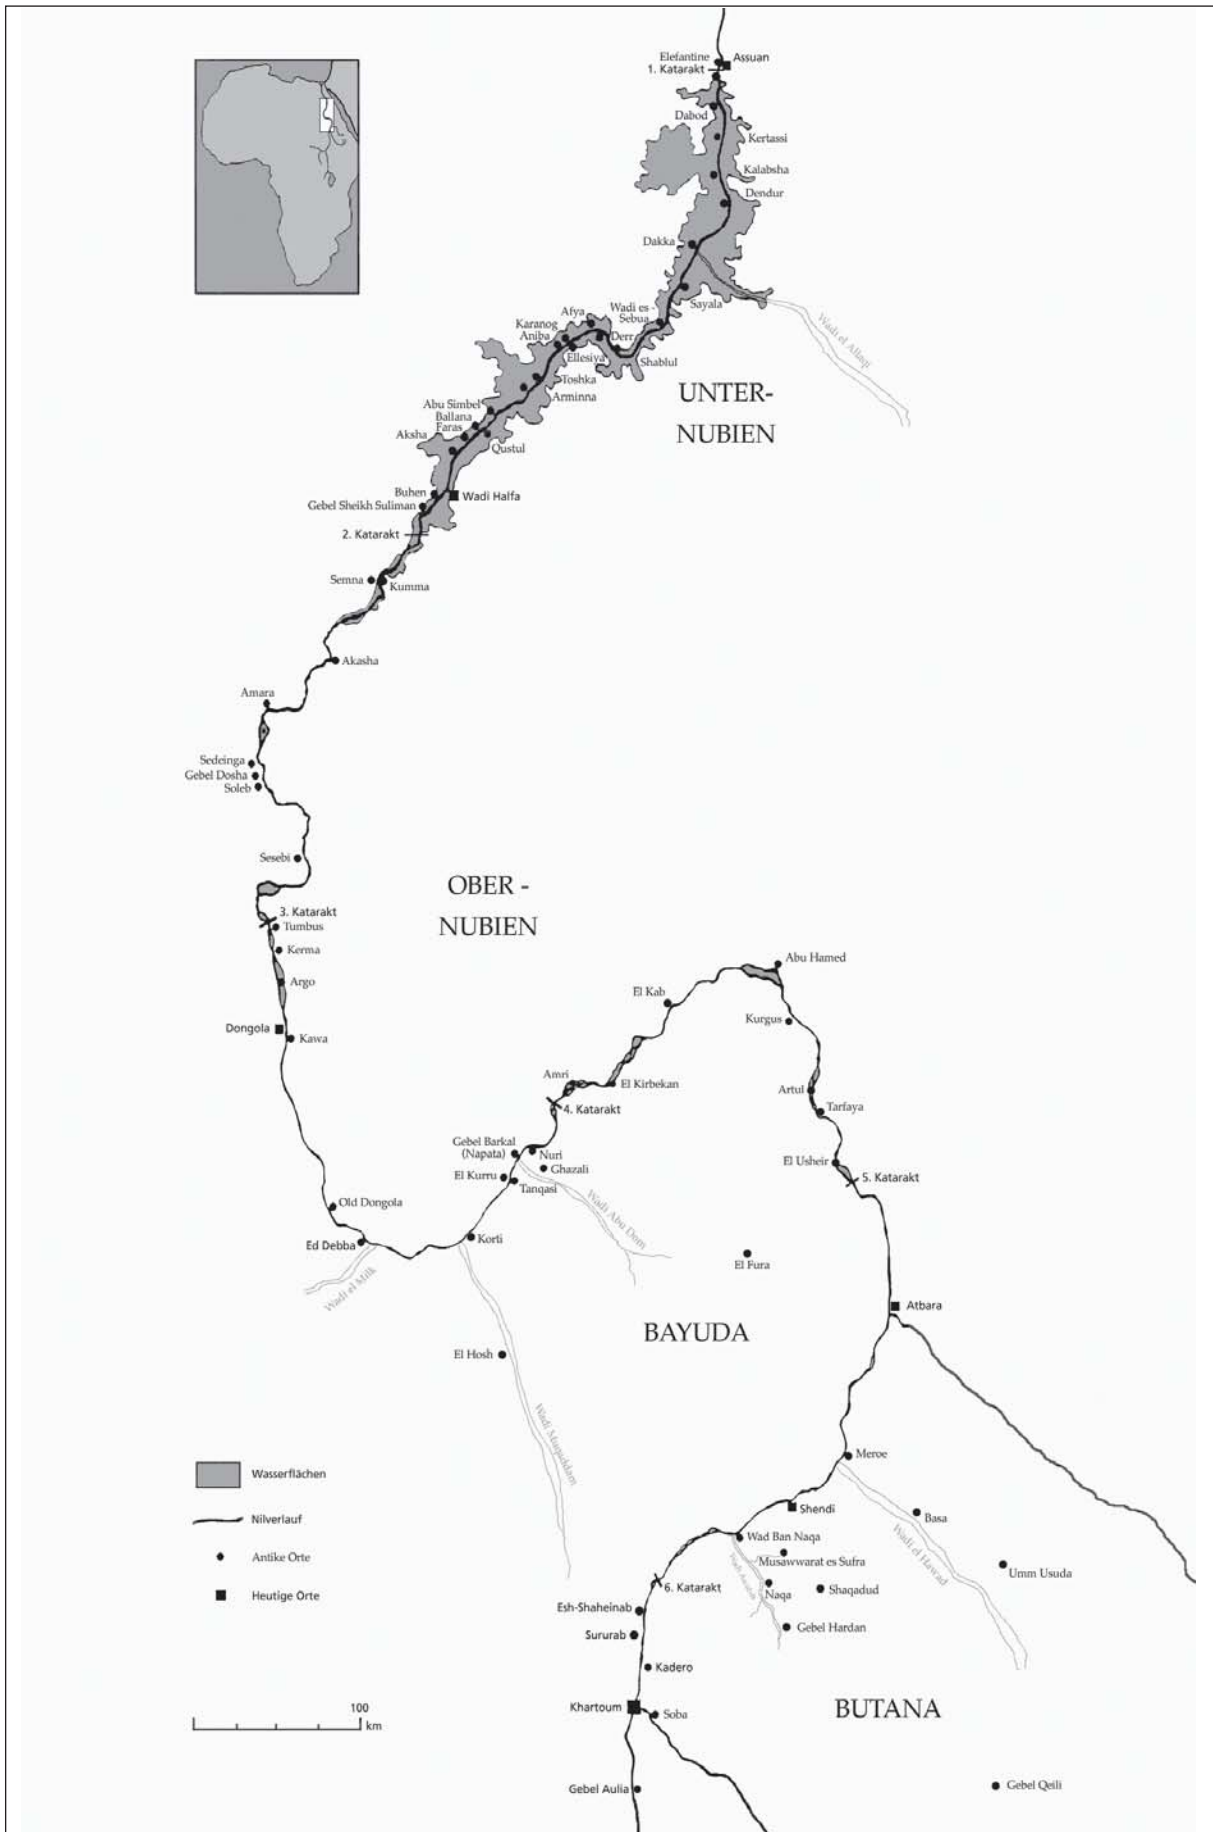 Elefantine
Assuan
1. Katarakt
Dabod
Kertassi
Kalabsha
Dendur
Dakka
Sayala
Wadi es -
Sebua
Wadi el Allaqi
Afya
Karanog
Derr
Aniba
Ellesiya
Shablul
Toshka
UNTER-
NUBIEN
Arminna
Abu Simbel
Ballana
Faras
Aksha
Qustul
Buhen
Wadi Halfa
Gebel Sheikh Suliman
2. Katarakt
Semna
Kumma
Akasha
Amara
Sedeinga
Gebel Dosha
Soleb
Sesebi
OBER -
NUBIEN
3. Katarakt
Tumbus
Kerma
Abu Hamed
Argo
El Kab
Kurgus
Dongola
Kawa
Amri
El Kirbekan
Artul
4. Katarakt
Tarfaya
Gebel Barkal
(Napata)
Nuri
El Usheir
Ghazali
El Kurru
Tanqasi
5. Katarakt
Old Dongola
Wadi Abu Dom
Ed Debba
Korti
El Fura
Wadi el Milk
Atbara
BAYUDA
El Hosh
Wadi Muqaddam
Meroe
Wasserflächen
Shendi
Basa
Nilverlauf
Wad Ban Naqa
Wadi el Hawad
Antike Orte
Musawwarat es Sufra
Umm Usuda
6. Katarakt
Naqa
Shaqadud
Heutige Orte
Esh-Shaheinab
Gebel Hardan
Sururab
Kadero
100
km
Khartoum
Soba
BUTANA
Gebel Aulia
Gebel Qeili